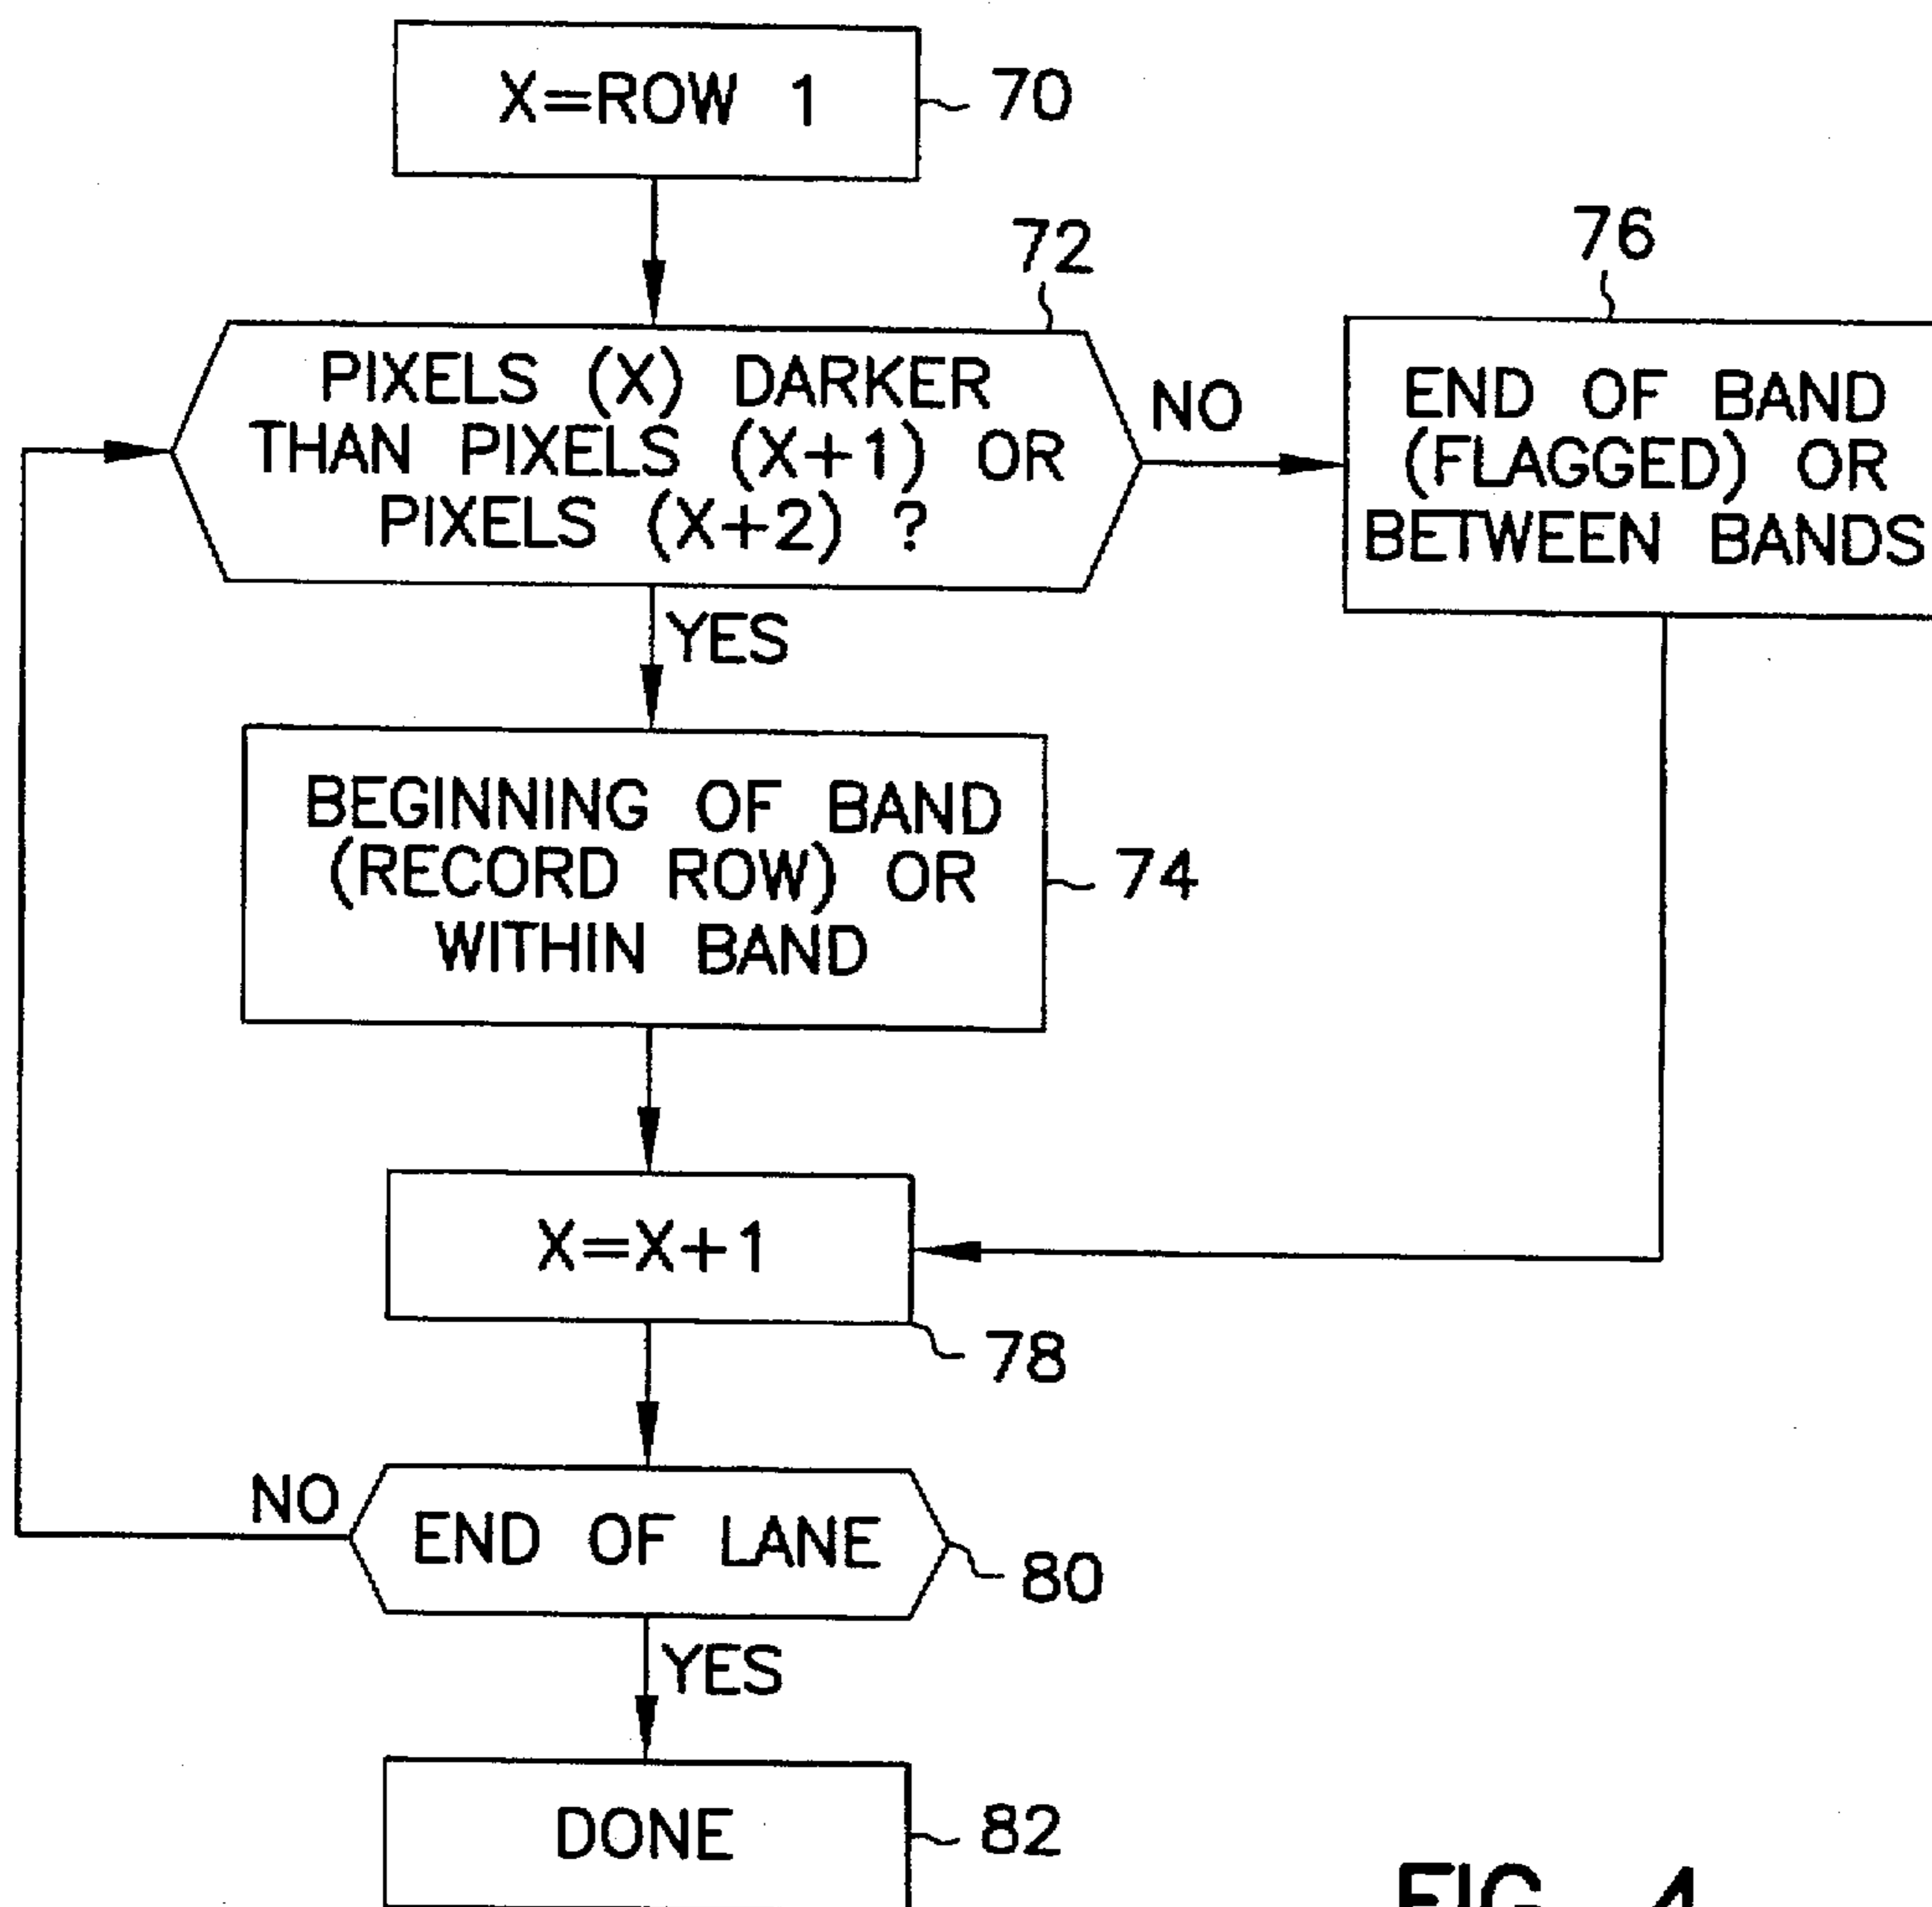 X=ROW 1
70
72
76
PIXELS (X) DARKER
THAN PIXELS (X+1) OR
PIXELS (X+2) ?
NO
END OF BAND
(FLAGGED) OR
BETWEEN BANDS
YES
BEGINNING OF BAND
(RECORD ROW) OR
WITHIN BAND
74
X=X+1
78
NO
END OF LANE
80
YES
DONE
82
FIG. 4